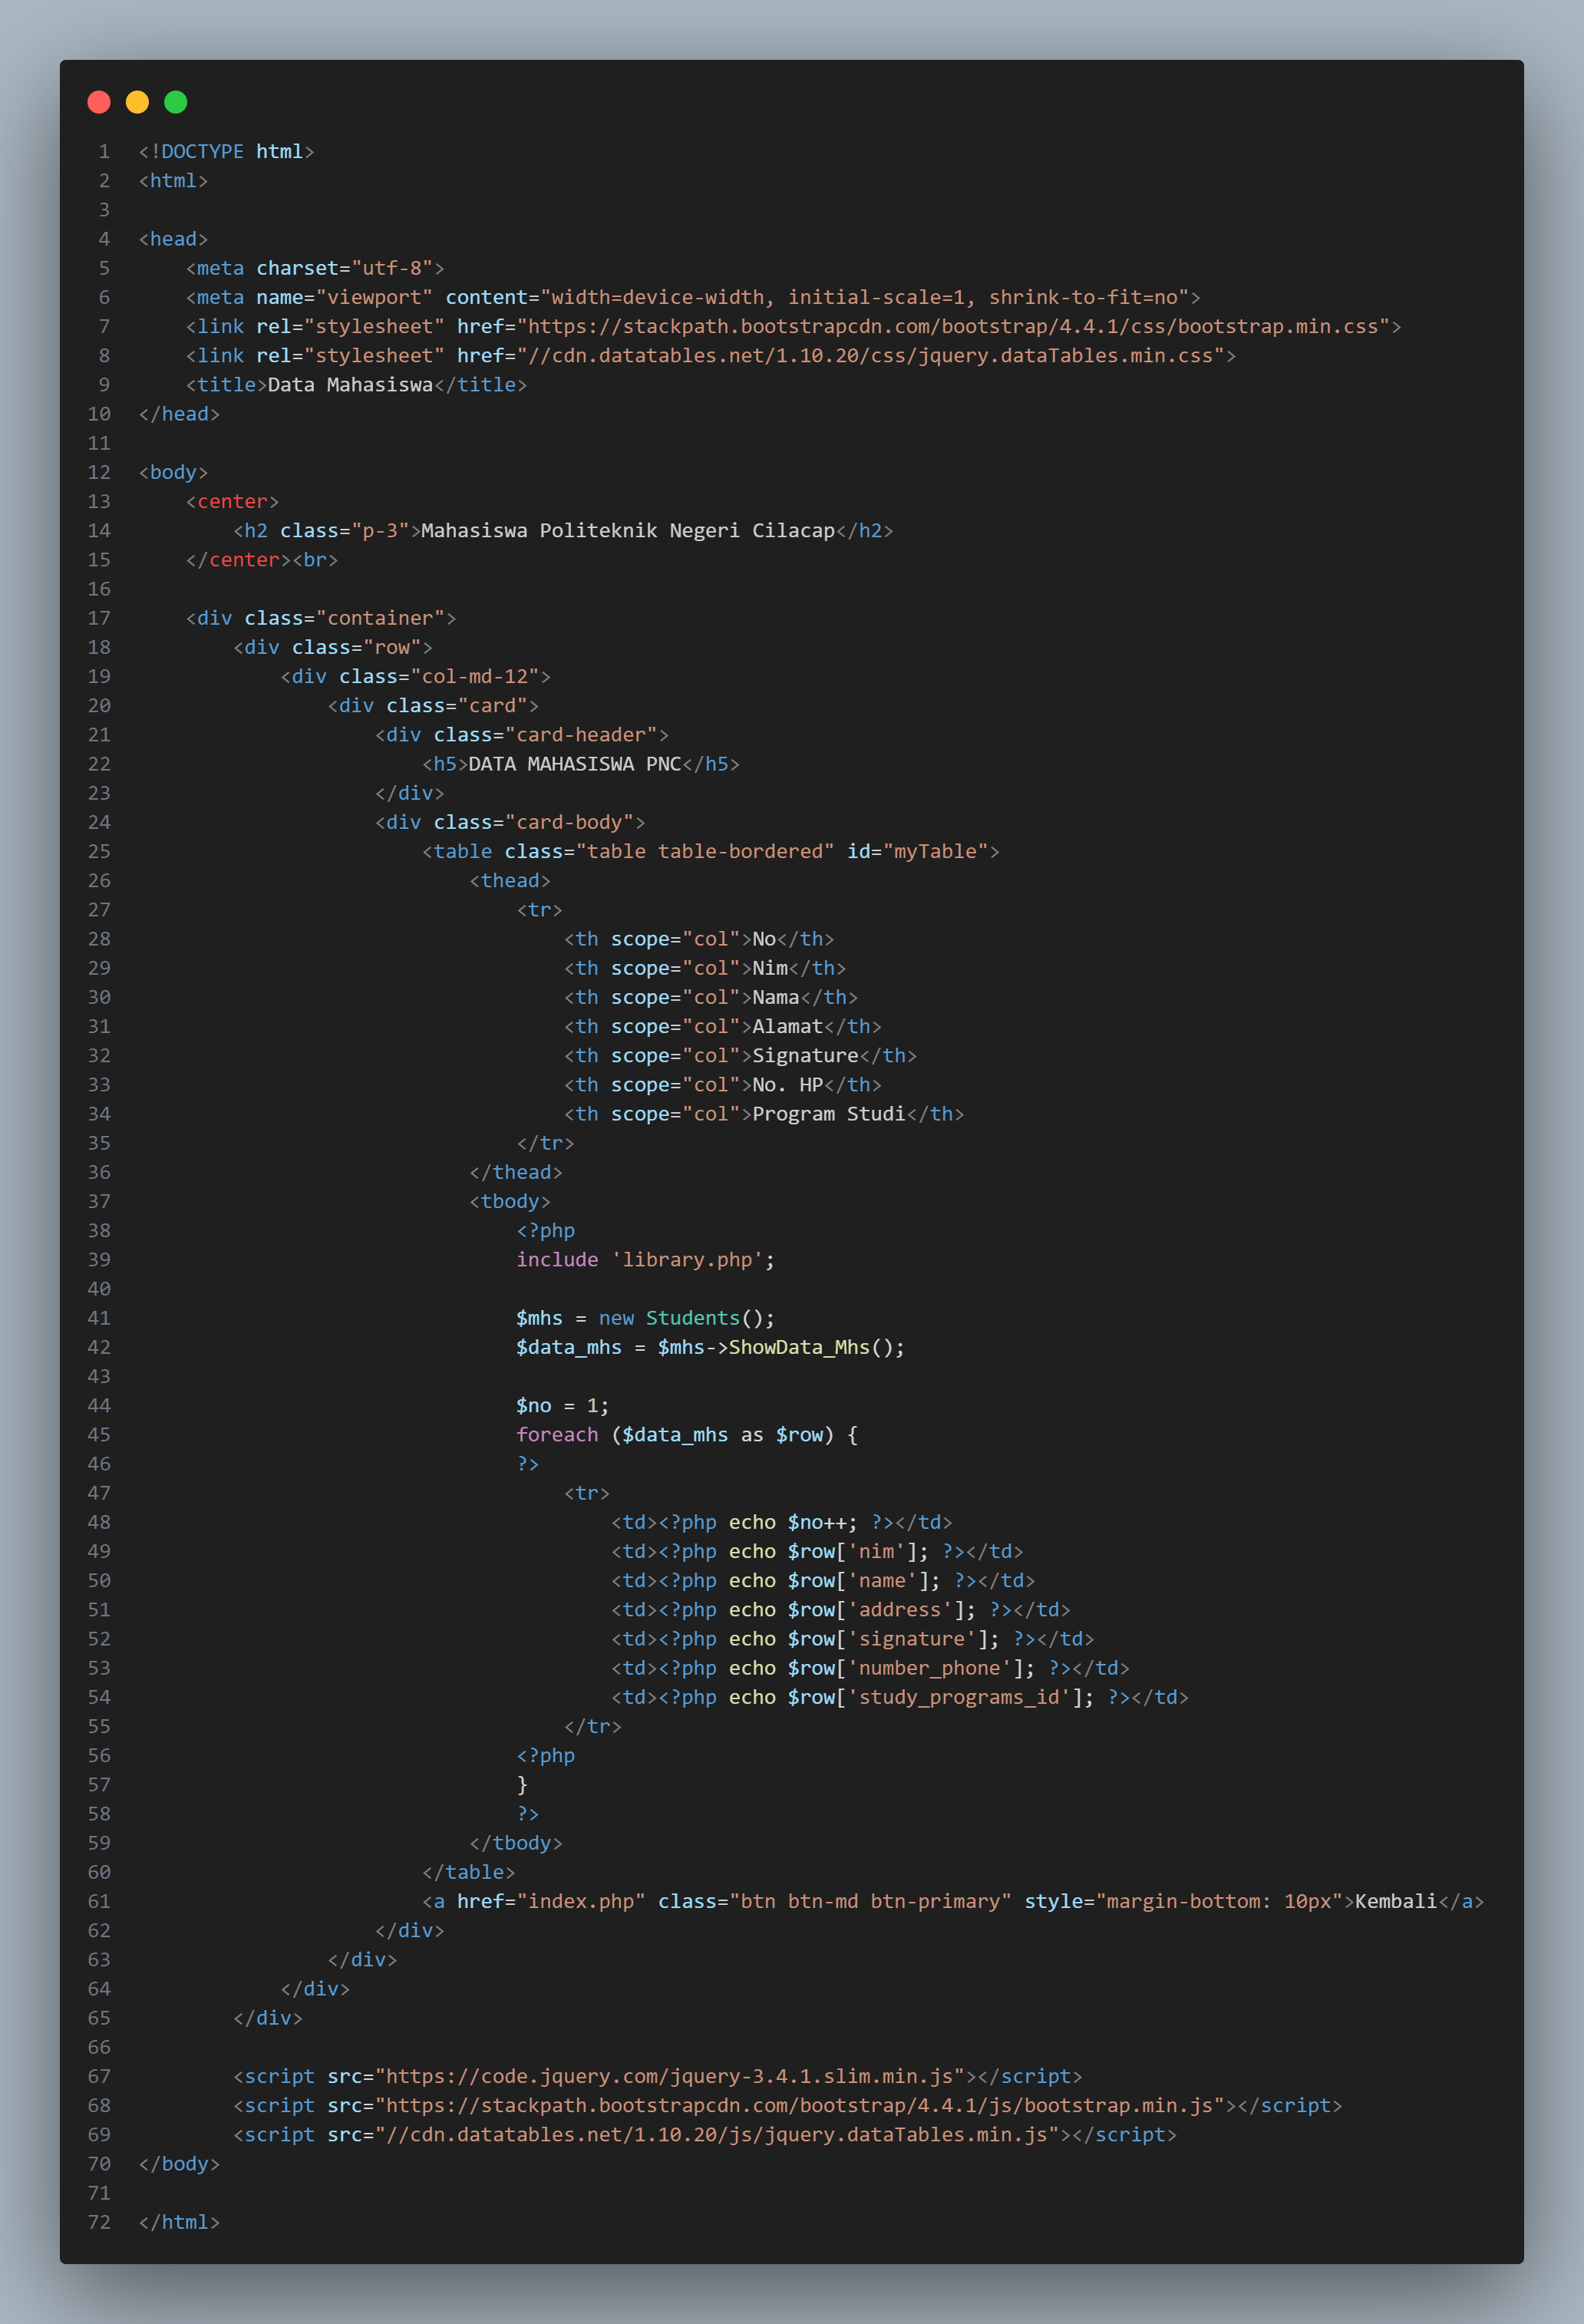 1 <!DOCTYPE html>
2 <html>
3
4 <head>
5     <meta charset="utf-8">
6     <meta name="viewport" content="width=device-width, initial-scale=1, shrink-to-fit=no">
7     <link rel="stylesheet" href="https://stackpath.bootstrapcdn.com/bootstrap/4.4.1/css/bootstrap.min.css">
8     <link rel="stylesheet" href="//cdn.datatables.net/1.10.20/css/jquery.dataTables.min.css">
9     <title>Data Mahasiswa</title>
10 </head>
11
12 <body>
13     <center>
14         <h2 class="p-3">Mahasiswa Politeknik Negeri Cilacap</h2>
15     </center><br>
16
17     <div class="container">
18         <div class="row">
19             <div class="col-md-12">
20                 <div class="card">
21                     <div class="card-header">
22                         <h5>DATA MAHASISWA PNC</h5>
23                     </div>
24                     <div class="card-body">
25                         <table class="table table-bordered" id="myTable">
26                             <thead>
27                                 <tr>
28                                     <th scope="col">No</th>
29                                     <th scope="col">Nim</th>
30                                     <th scope="col">Nama</th>
31                                     <th scope="col">Alamat</th>
32                                     <th scope="col">Signature</th>
33                                     <th scope="col">No. HP</th>
34                                     <th scope="col">Program Studi</th>
35                                 </tr>
36                             </thead>
37                             <tbody>
38                                 <?php
39                                 include 'library.php';
40
41                                 $mhs = new Students();
42                                 $data_mhs = $mhs->ShowData_Mhs();
43
44                                 $no = 1;
45                                 foreach ($data_mhs as $row) {
46                                 ?>
47                                     <tr>
48                                         <td><?php echo $no++; ?></td>
49                                         <td><?php echo $row['nim']; ?></td>
50                                         <td><?php echo $row['name']; ?></td>
51                                         <td><?php echo $row['address']; ?></td>
52                                         <td><?php echo $row['signature']; ?></td>
53                                         <td><?php echo $row['number_phone']; ?></td>
54                                         <td><?php echo $row['study_programs_id']; ?></td>
55                                     </tr>
56                                 <?php
57                                 }
58                                 ?>
59                             </tbody>
60                         </table>
61                         <a href="index.php" class="btn btn-md btn-primary" style="margin-bottom: 10px">Kembali</a>
62                     </div>
63                 </div>
64             </div>
65         </div>
66
67         <script src="https://code.jquery.com/jquery-3.4.1.slim.min.js"></script>
68         <script src="https://stackpath.bootstrapcdn.com/bootstrap/4.4.1/js/bootstrap.min.js"></script>
69         <script src="//cdn.datatables.net/1.10.20/js/jquery.dataTables.min.js"></script>
70 </body>
71
72 </html>